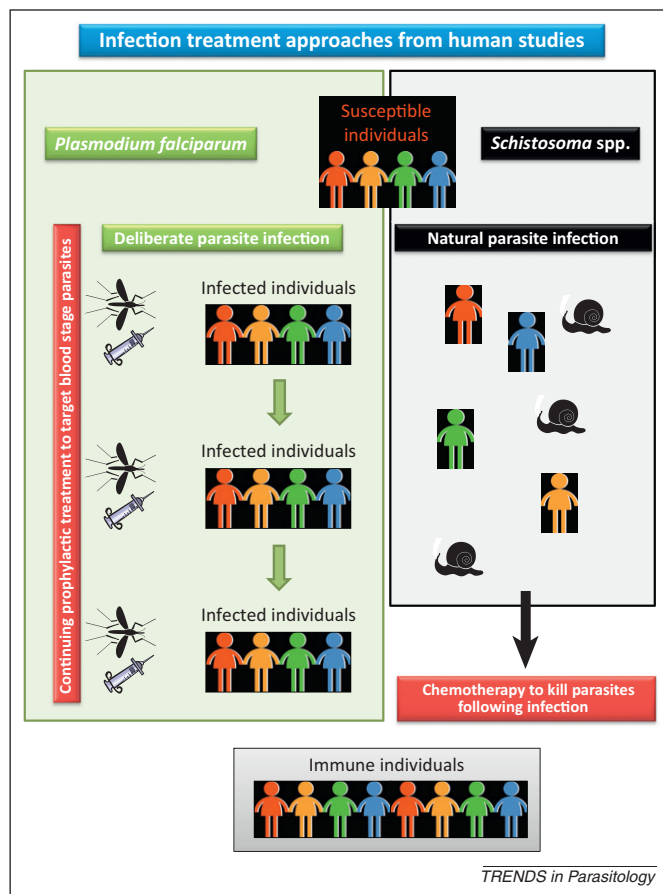 Infection treatment approaches from human studies
Susceptible
individuals
Plasmodium falciparum
Schistosoma spp.
Continuing prophylactic treatment to target blood stage parasites
Deliberate parasite infection
Natural parasite infection
Infected individuals
Infected individuals
Infected individuals
Chemotherapy to kill parasites
following infection
Immune individuals
TRENDS in Parasitology